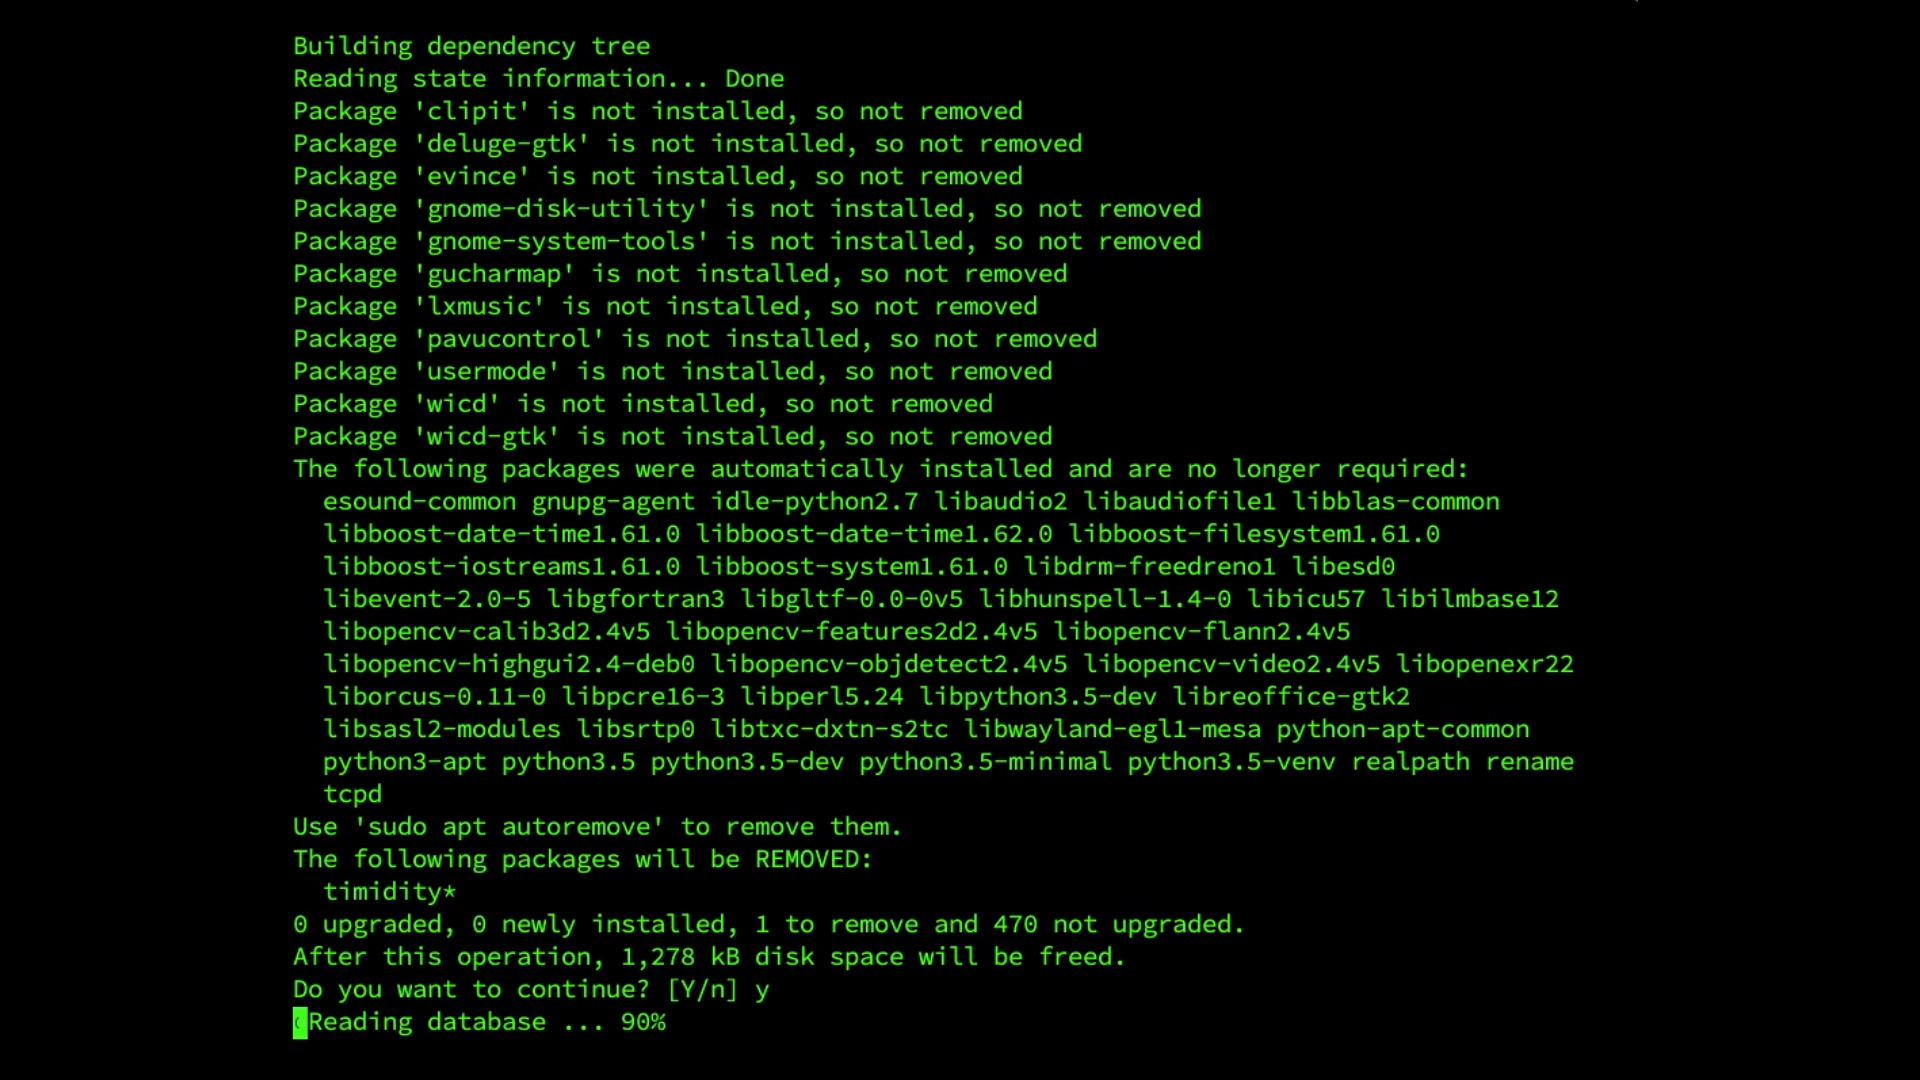 Building dependency tree
Reading state information... Done
Package 'clipit' is not installed, so not removed
Package 'deluge-gtk' is not installed, so not removed
Package 'evince' is not installed, so not removed
Package 'gnome-disk-utility' is not installed, so not removed
Package 'gnome-system-tools' is not installed, so not removed
Package 'gucharmap' is not installed, so not removed
Package 'lxmusic' is not installed, so not removed
Package 'pavucontrol' is not installed, so not removed
Package 'usermode' is not installed, so not removed
Package 'wicd' is not installed, so not removed
Package 'wicd-gtk' is not installed, so not removed
The following packages were automatically installed and are no longer required:
  esound-common gnupg-agent idle-python2.7 libaudio2 libaudiofile1 libblas-common
  libboost-date-time1.61.0 libboost-date-time1.62.0 libboost-filesystem1.61.0
  libboost-iostreams1.61.0 libboost-system1.61.0 libdrm-freedreno1 libesd0
  libevent-2.0-5 libgfortran3 libgltf-0.0-0v5 libhunspell-1.4-0 libicu57 libilmbase12
  libopencv-calib3d2.4v5 libopencv-features2d2.4v5 libopencv-flann2.4v5
  libopencv-highgui2.4-deb0 libopencv-objdetect2.4v5 libopencv-video2.4v5 libopenexr22
  liborcus-0.11-0 libpcre16-3 libperl5.24 libpython3.5-dev libreoffice-gtk2
  libsasl2-modules libsrtp0 libtxc-dxtn-s2tc libwayland-egl1-mesa python-apt-common
  python3-apt python3.5 python3.5-dev python3.5-minimal python3.5-venv realpath rename
  tcpd
Use 'sudo apt autoremove' to remove them.
The following packages will be REMOVED:
  timidity*
0 upgraded, 0 newly installed, 1 to remove and 470 not upgraded.
After this operation, 1,278 kB disk space will be freed.
Do you want to continue? [Y/n] y
(Reading database ... 90%